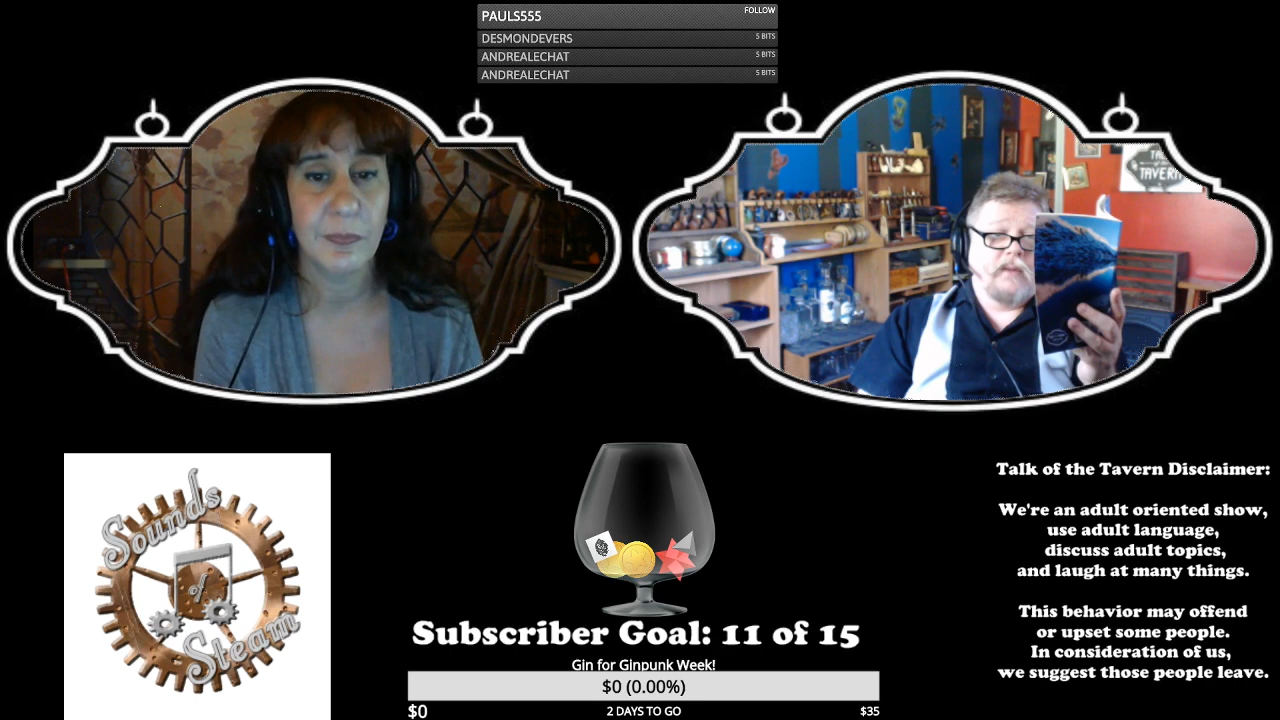 PAULS555 FOLLOW
DESMONDEVERS 5 BITS
ANDREALECHAT 5 BITS
ANDREALECHAT 5 BITS
TAVERN
Sounds
of
Steam
Talk of the Tavern Disclaimer:
We're an adult oriented show,
use adult language,
discuss adult topics,
and laugh at many things.
This behavior may offend
or upset some people.
In consideration of us,
we suggest those people leave.
Subscriber Goal: 11 of 15
Gin for Ginpunk Week!
$0 (0.00%)
$0 2 DAYS TO GO $35